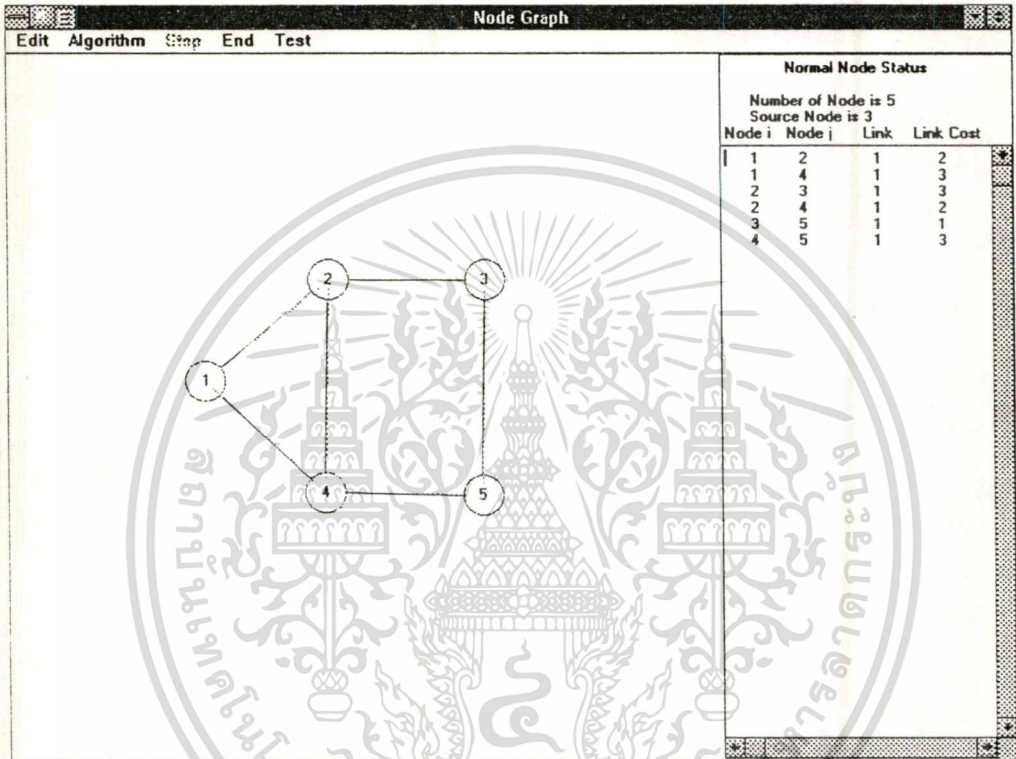 Node Graph
Edit Algorithm Step End Test
Normal Node Status
Number of Node is 5
Source Node is 3
Node i Node j Link Link Cost
1 2 1 2
1 4 1 3
2 3 1 3
2 4 1 2
3 5 1 1
4 5 1 3
2 3
1
4 5